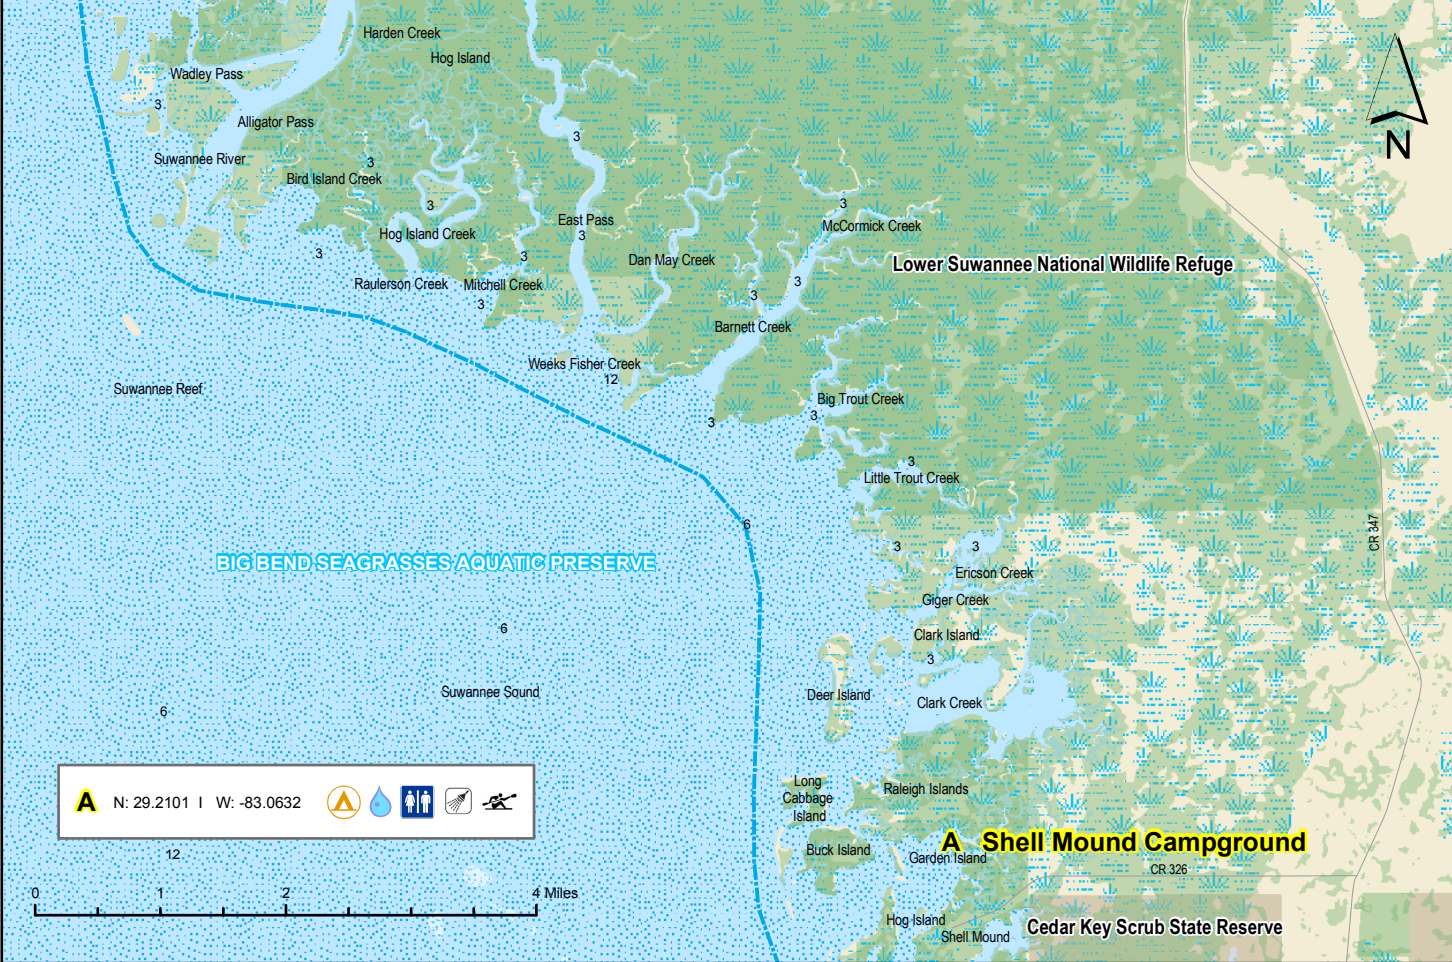 Harden Creek
Hog Island
Wadley Pass
3
Alligator Pass
3
N
Suwannee River
3
Bird Island Creek
3
3
East Pass
McCormick Creek
Hog Island Creek
3
3
3
Dan May Creek
Lower Suwannee National Wildlife Refuge
Raulerson Creek
Mitchell Creek
3
3
3
Barnett Creek
Weeks Fisher Creek
12
Suwannee Reef
Big Trout Creek
3
3
3
Little Trout Creek
6
CR 347
3
3
BIG BEND SEAGRASSES AQUATIC PRESERVE
Ericson Creek
Giger Creek
6
Clark Island
3
Suwannee Sound
Deer Island
Clark Creek
6
A N: 29.2101 I W: -83.0632
Long
Cabbage
Island
Raleigh Islands
A Shell Mound Campground
12
Buck Island
Garden Island
CR 326
0 1 2 4 Miles
Hog Island
Shell Mound
Cedar Key Scrub State Reserve